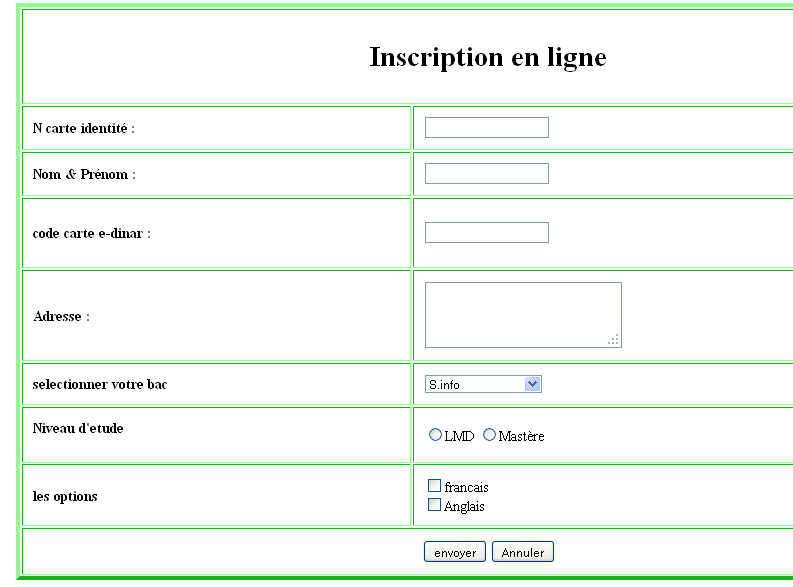 Inscription en ligne
N carte identité :
Nom & Prénom :
code carte e-dinar :
Adresse :
selectionner votre bac
S.info
Niveau d'etude
LMD Mastère
les options
francais
Anglais
envoyer Annuler